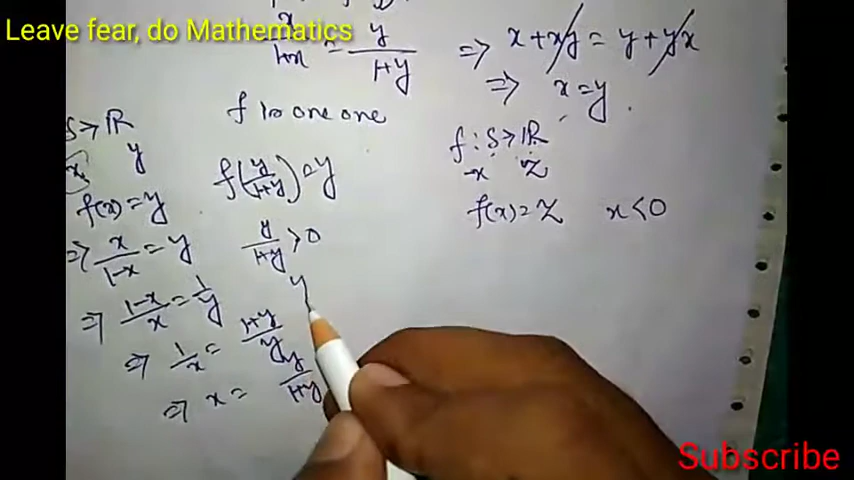 Leave fear, do Mathematics
x/1+x = y/1+y => x + xy = y + yx
=> x = y .
f is one one
S → R
y
f(x) = y
=> x/1-x = y
=> 1-x/x = 1/y
=> 1/x = 1+y/y
=> x = y/1+y
f(y/1+y) = y
y/1+y > 0
y
f : S → R
-x z
f(x) = z x < 0
Subscribe